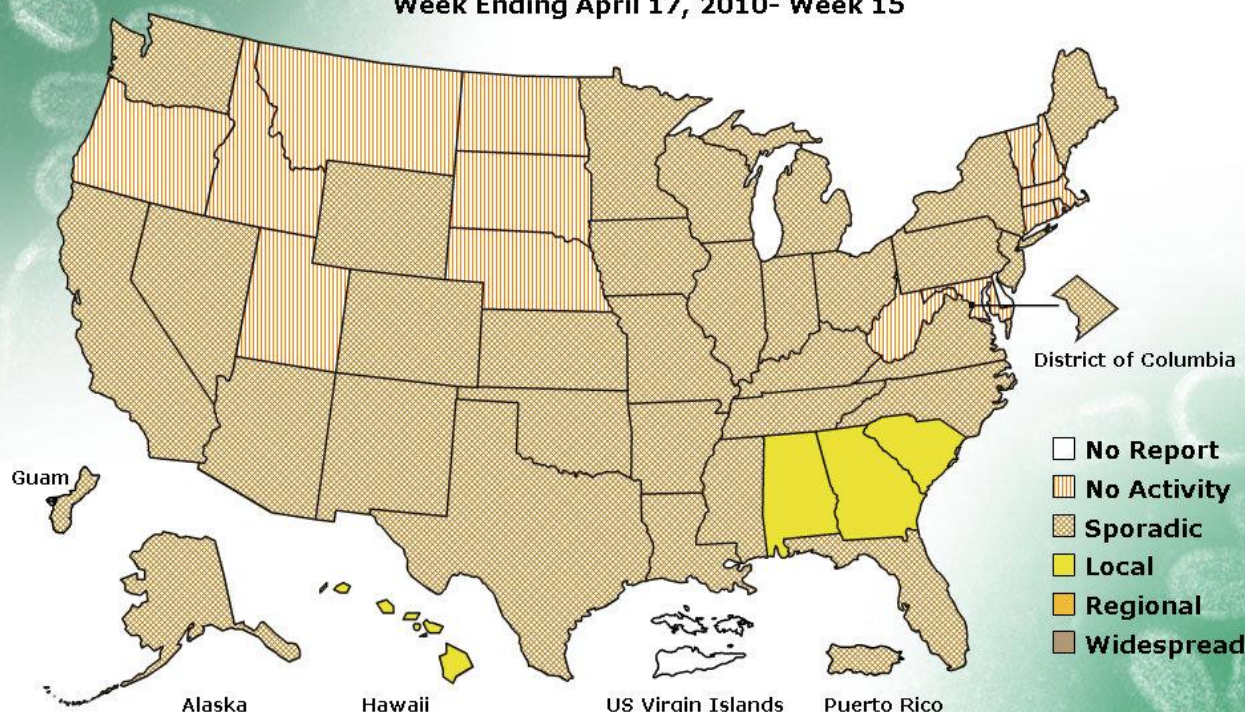 Week Ending April 17, 2010- Week 15
District of Columbia
Guam
No Report
No Activity
Sporadic
Local
Regional
Widespread
Alaska
Hawaii
US Virgin Islands
Puerto Rico